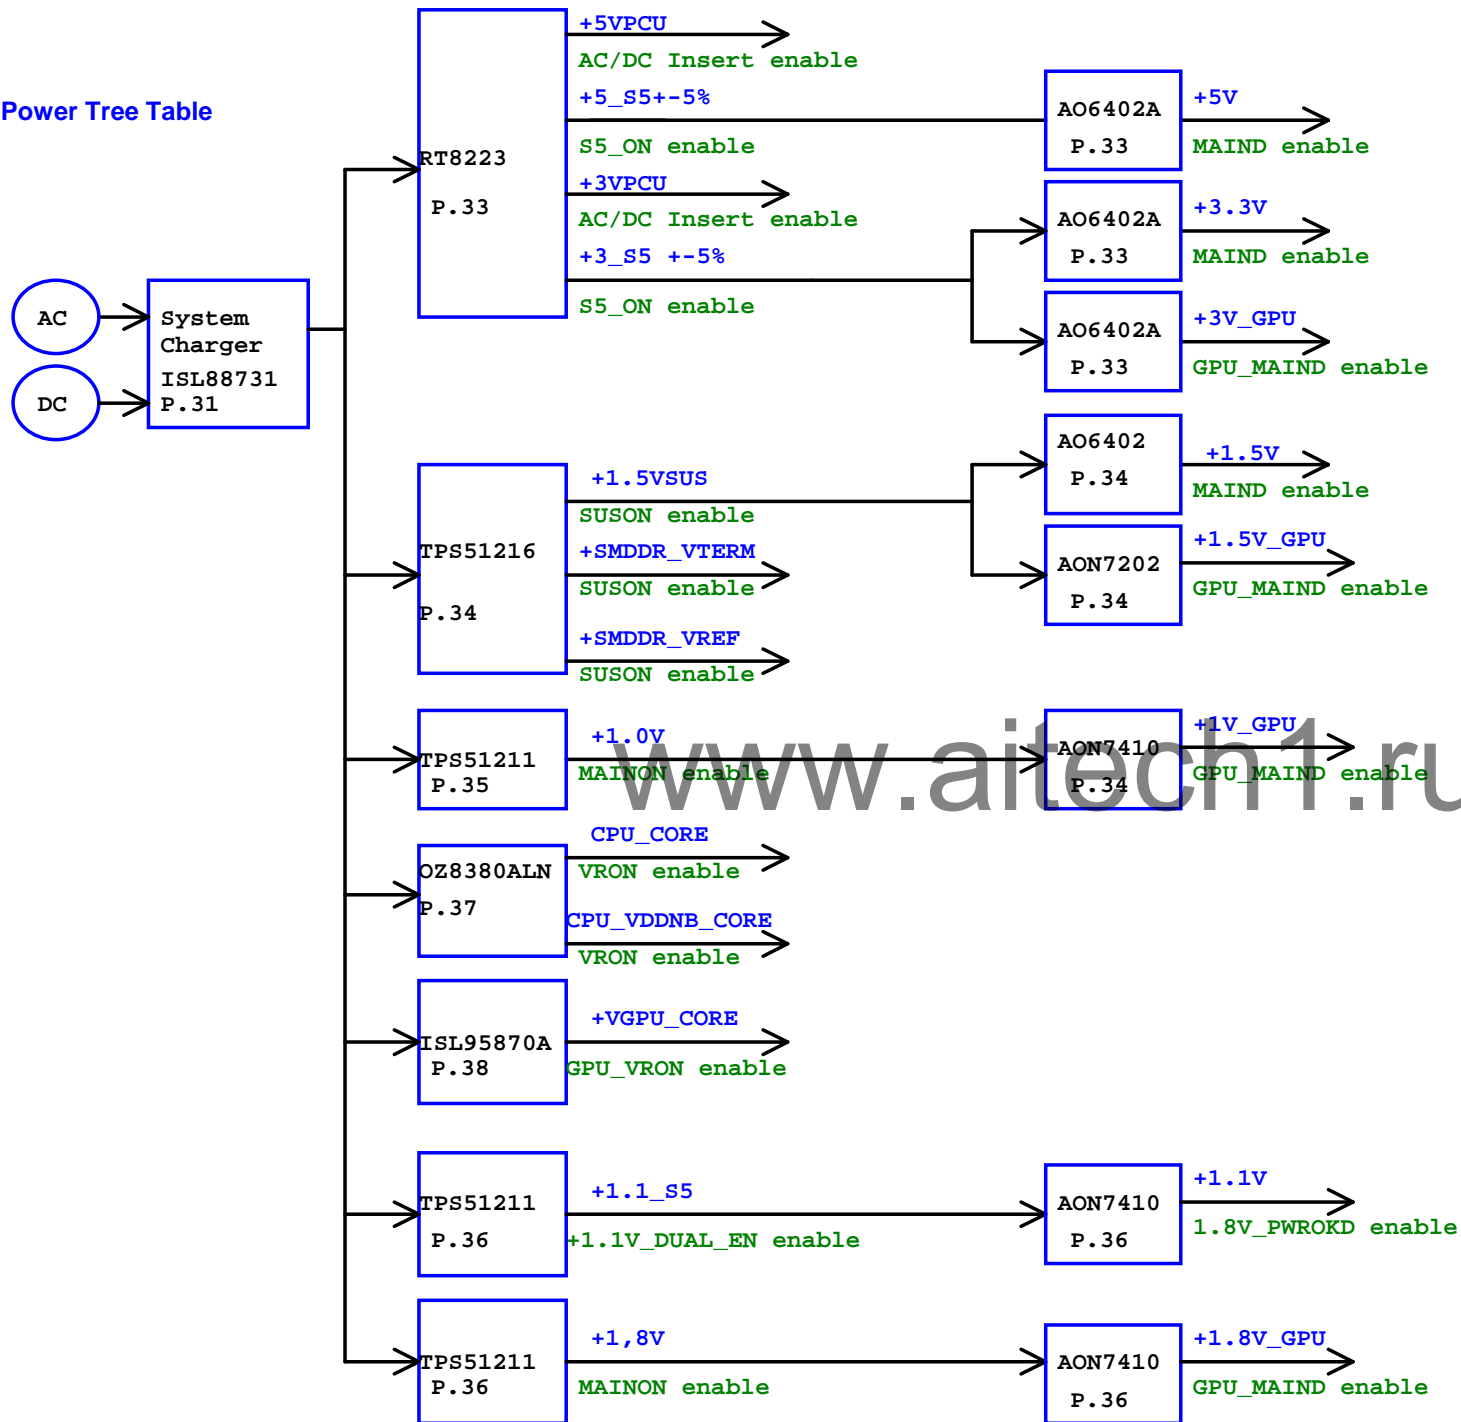 Power Tree Table
AC
DC
System
Charger
ISL88731
P.31
RT8223
P.33
+5VPCU
AC/DC Insert enable
+5_S5+-5%
S5_ON enable
+3VPCU
AC/DC Insert enable
+3_S5 +-5%
S5_ON enable
AO6402A
P.33
+5V
MAIND enable
AO6402A
P.33
+3.3V
MAIND enable
AO6402A
P.33
+3V_GPU
GPU_MAIND enable
TPS51216
P.34
+1.5VSUS
SUSON enable
+SMDDR_VTERM
SUSON enable
+SMDDR_VREF
SUSON enable
AO6402
P.34
+1.5V
MAIND enable
AON7202
P.34
+1.5V_GPU
GPU_MAIND enable
TPS51211
P.35
+1.0V
MAINON enable
AON7410
P.34
+1V_GPU
GPU_MAIND enable
www.aitech1.ru
OZ8380ALN
P.37
CPU_CORE
VRON enable
CPU_VDDNB_CORE
VRON enable
ISL95870A
P.38
+VGPU_CORE
GPU_VRON enable
TPS51211
P.36
+1.1_S5
+1.1V_DUAL_EN enable
AON7410
P.36
+1.1V
1.8V_PWROKD enable
TPS51211
P.36
+1,8V
MAINON enable
AON7410
P.36
+1.8V_GPU
GPU_MAIND enable